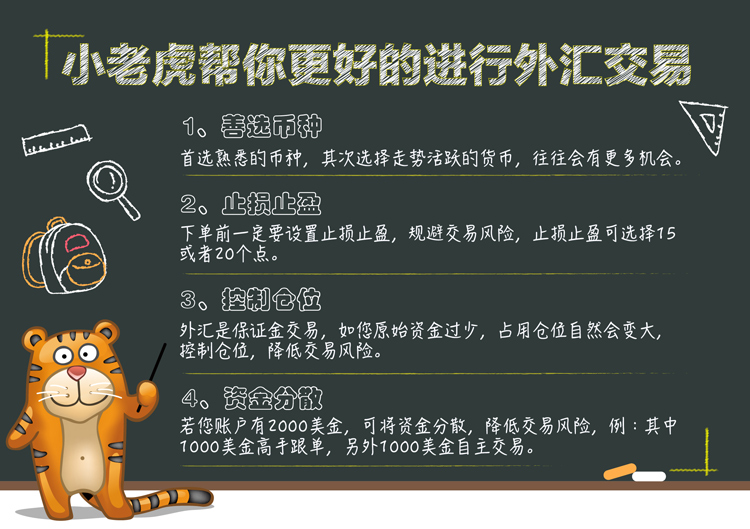 小老虎帮你更好的进行外汇交易
1、善选币种
首选熟悉的币种，其次选择走势活跃的货币，往往会有更多机会。
2、止损止盈
下单前一定要设置止损止盈，规避交易风险，止损止盈可选择15
或者20个点。
3、控制仓位
外汇是保证金交易，如您原始资金过少，占用仓位自然会变大，
控制仓位，降低交易风险。
4、资金分散
若您账户有2000美金，可将资金分散，降低交易风险，例：其中
1000美金高手跟单，另外1000美金自主交易。